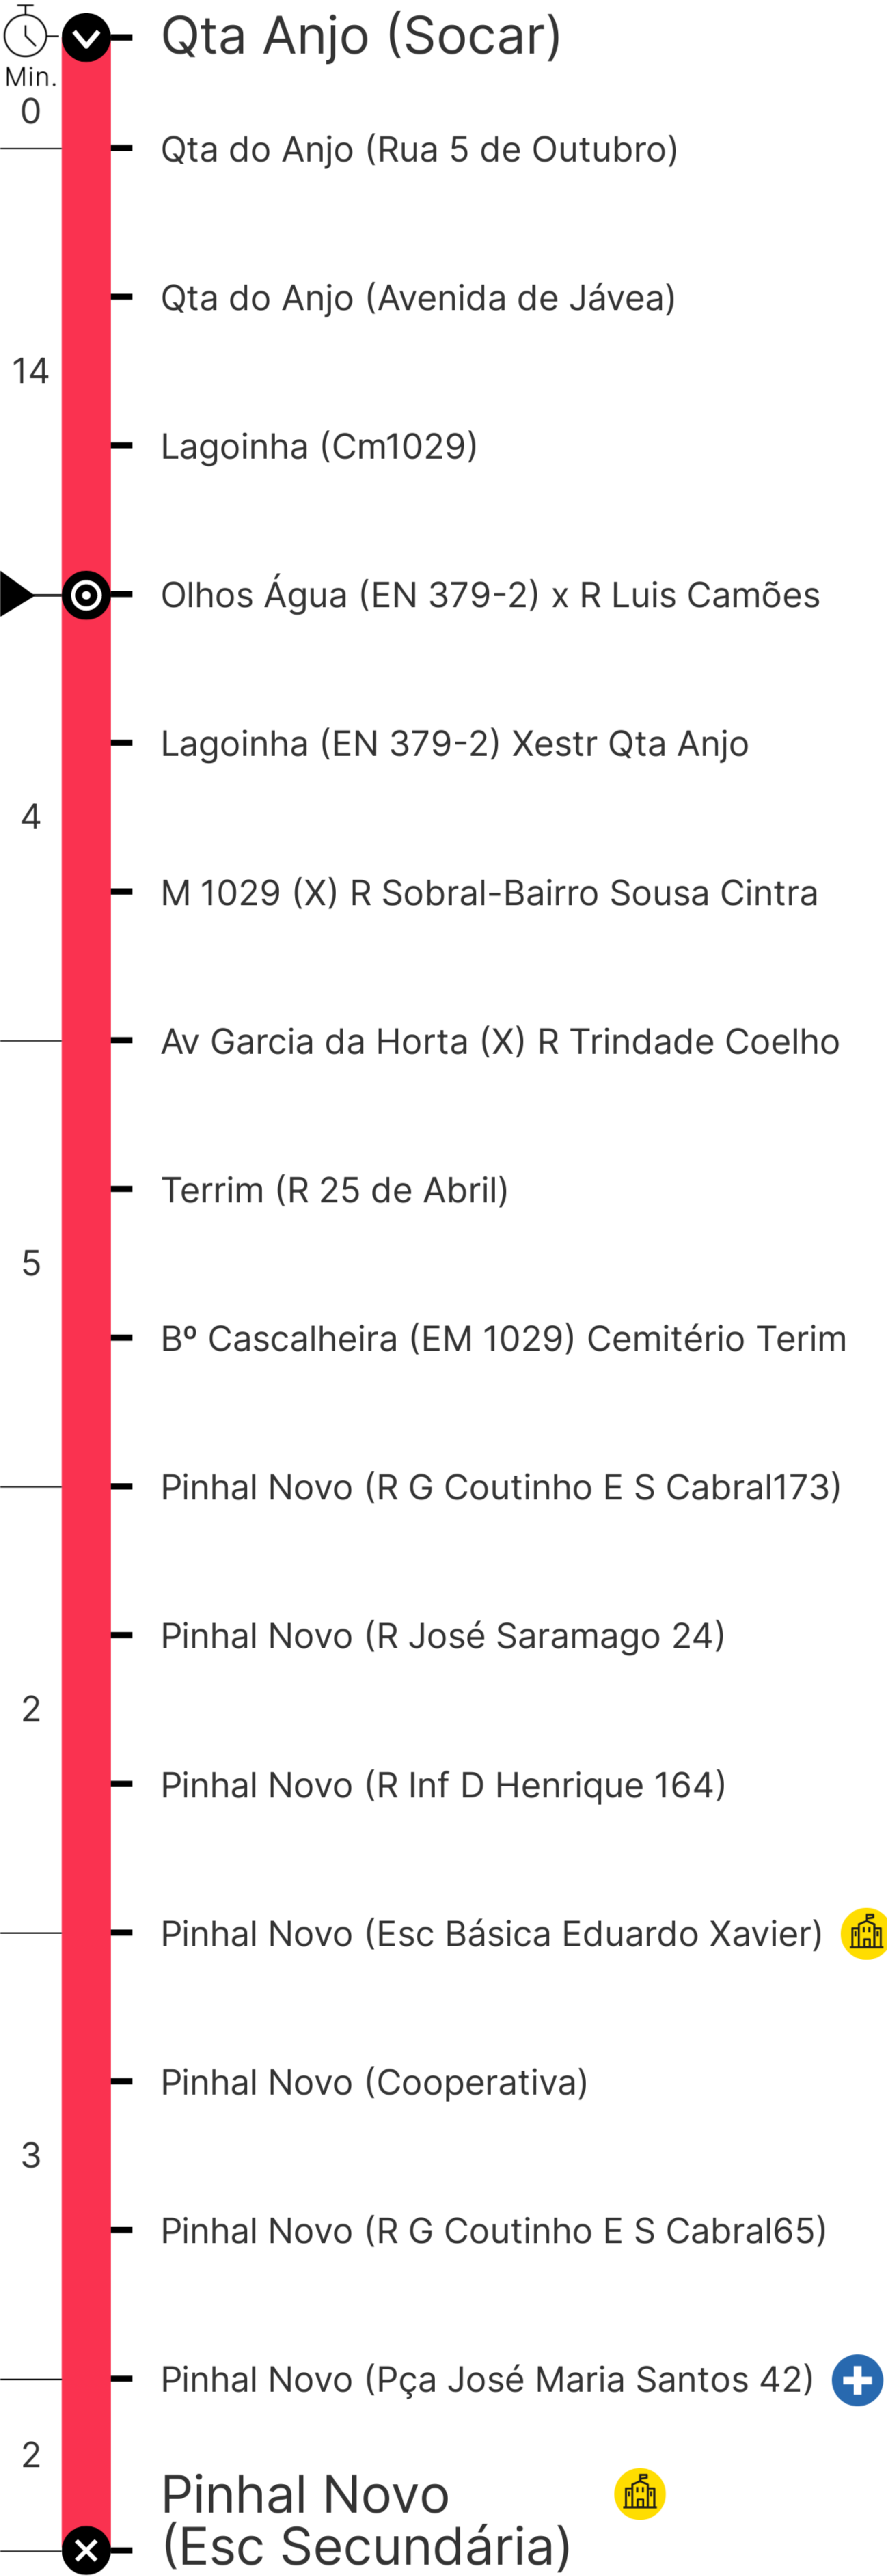 Qta Anjo (Socar)
Min.
0
Qta do Anjo (Rua 5 de Outubro)
Qta do Anjo (Avenida de Jávea)
14
Lagoinha (Cm1029)
Olhos Água (EN 379-2) x R Luis Camões
Lagoinha (EN 379-2) Xestr Qta Anjo
4
M 1029 (X) R Sobral-Bairro Sousa Cintra
Av Garcia da Horta (X) R Trindade Coelho
Terrim (R 25 de Abril)
5
Bº Cascalheira (EM 1029) Cemitério Terim
Pinhal Novo (R G Coutinho E S Cabral173)
Pinhal Novo (R José Saramago 24)
2
Pinhal Novo (R Inf D Henrique 164)
Pinhal Novo (Esc Básica Eduardo Xavier)
Pinhal Novo (Cooperativa)
3
Pinhal Novo (R G Coutinho E S Cabral65)
Pinhal Novo (Pça José Maria Santos 42)
2
Pinhal Novo
(Esc Secundária)